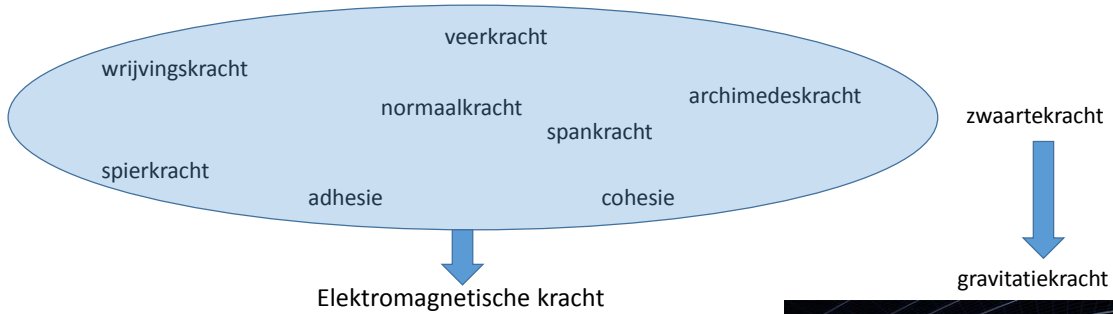 veerkracht
wrijvingskracht
archimedeskracht
normaalkracht
zwaartekracht
spankracht
spierkracht
adhesie
cohesie
gravitatiekracht
Elektromagnetische kracht